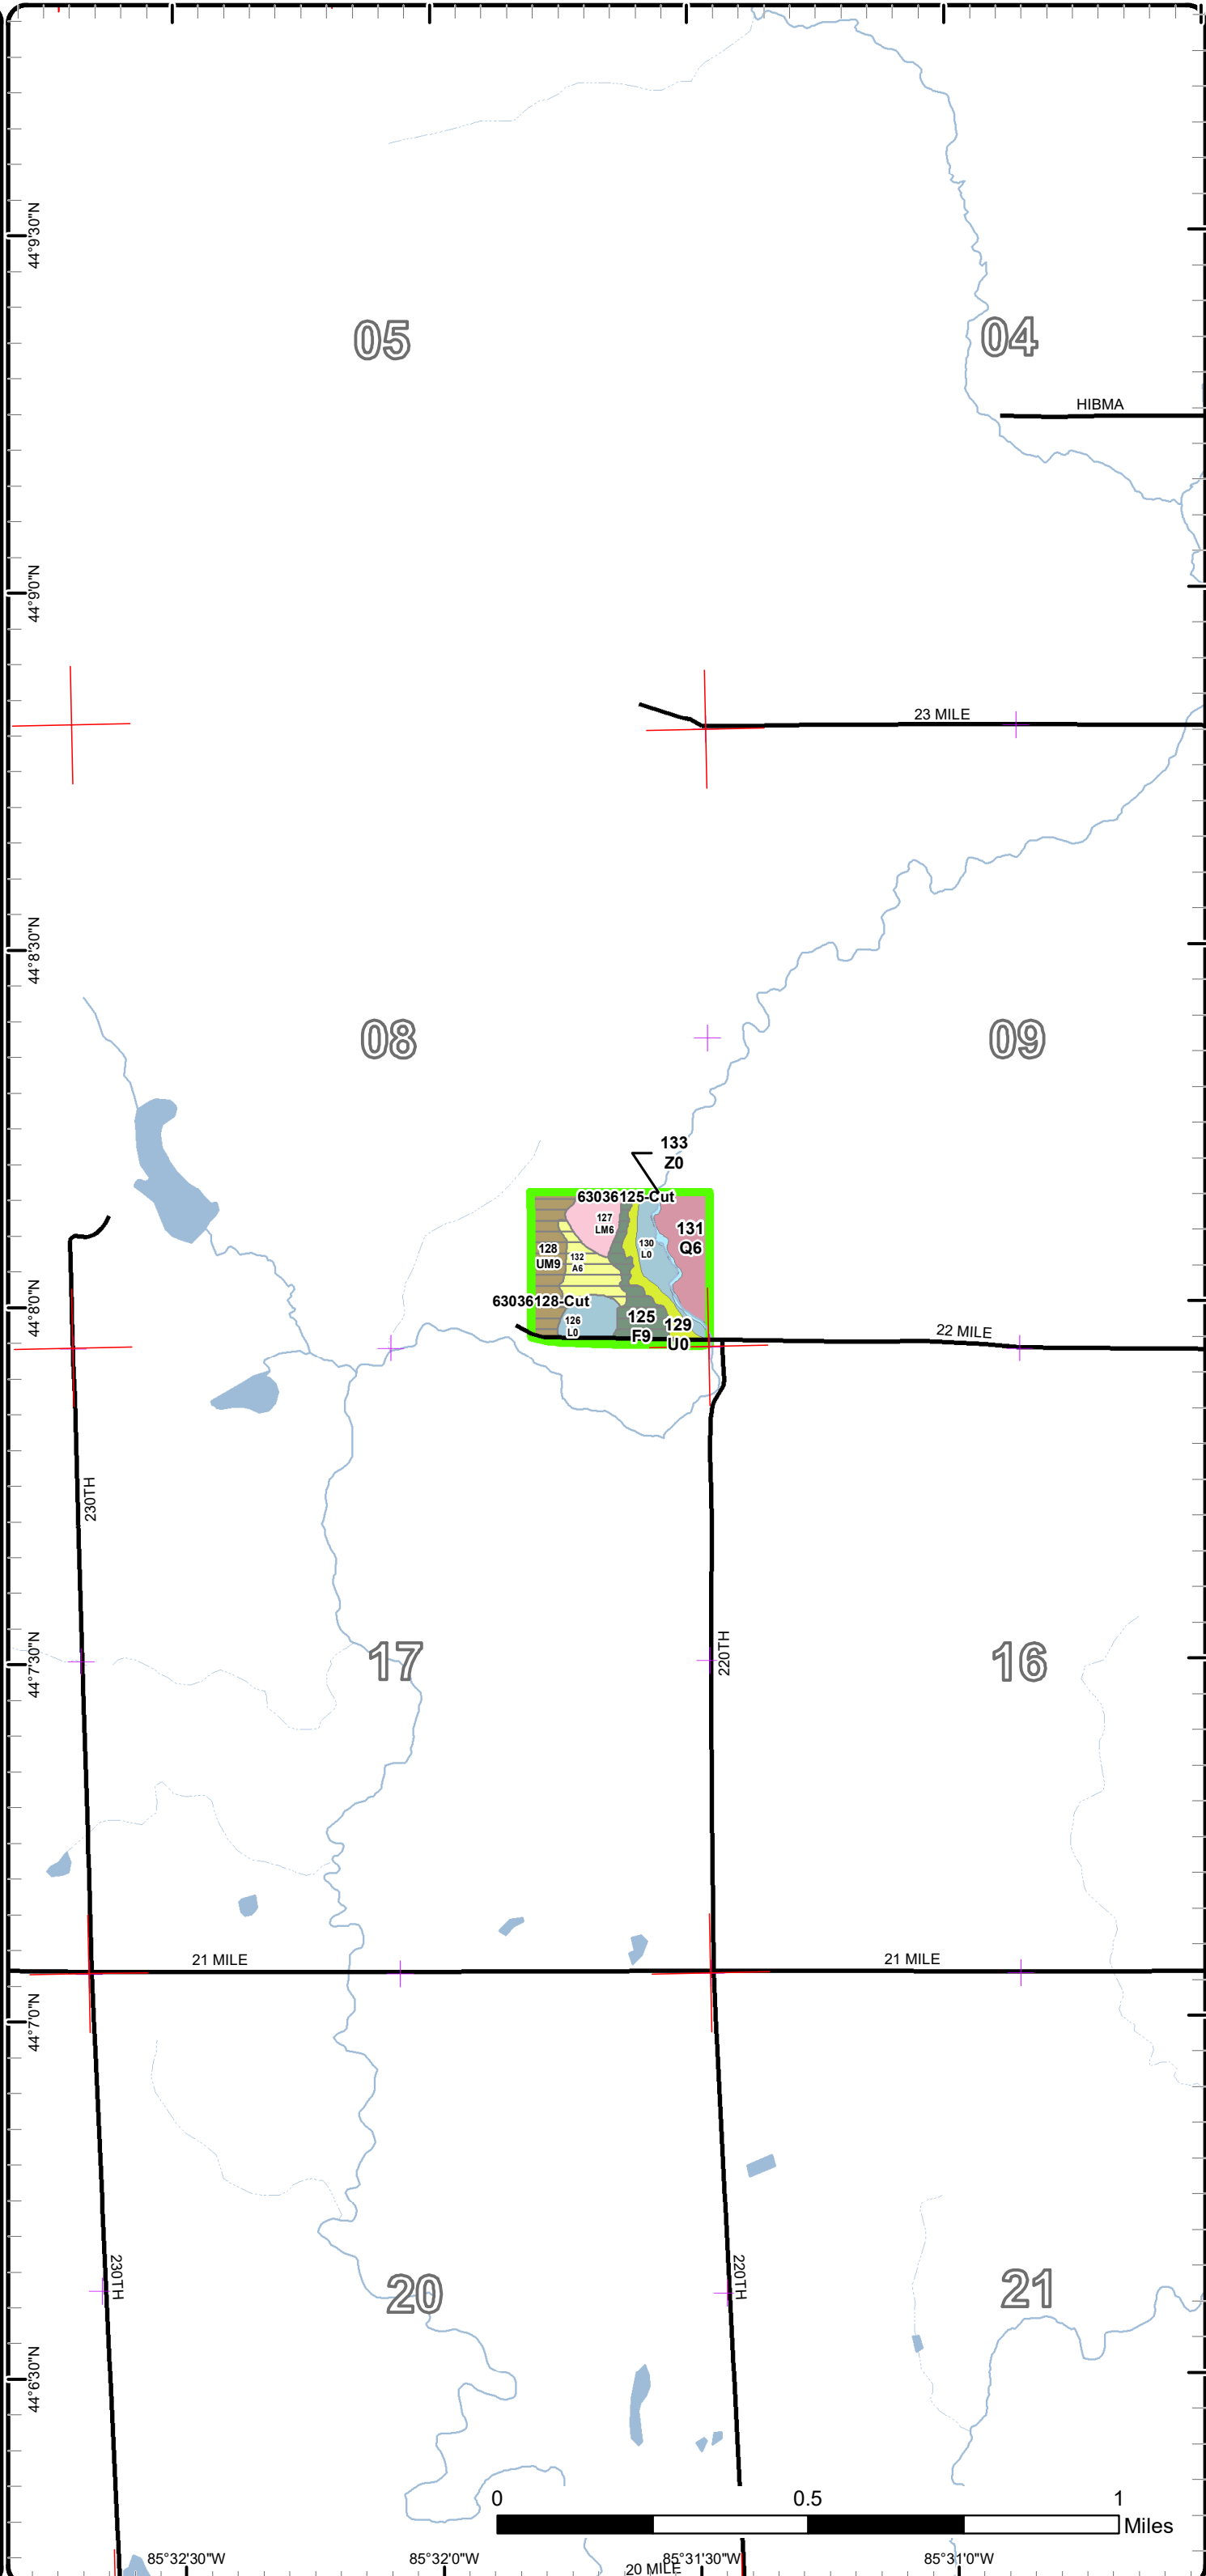 44°9'30"N
05
04
HIBMA
44°9'0"N
23 MILE
44°8'30"N
08
09
133
Z0
63036125-Cut
127
LM6
131
Q6
130
L0
128
UM9
132
A6
44°8'0"N
63036128-Cut
126
L0
125
F9
129
U0
22 MILE
230TH
44°7'30"N
17
220TH
16
21 MILE
21 MILE
44°7'0"N
230TH
220TH
20
21
44°6'30"N
0
0.5
1
Miles
85°32'30"W
85°32'0"W
85°31'30"W
85°31'0"W
20 MILE